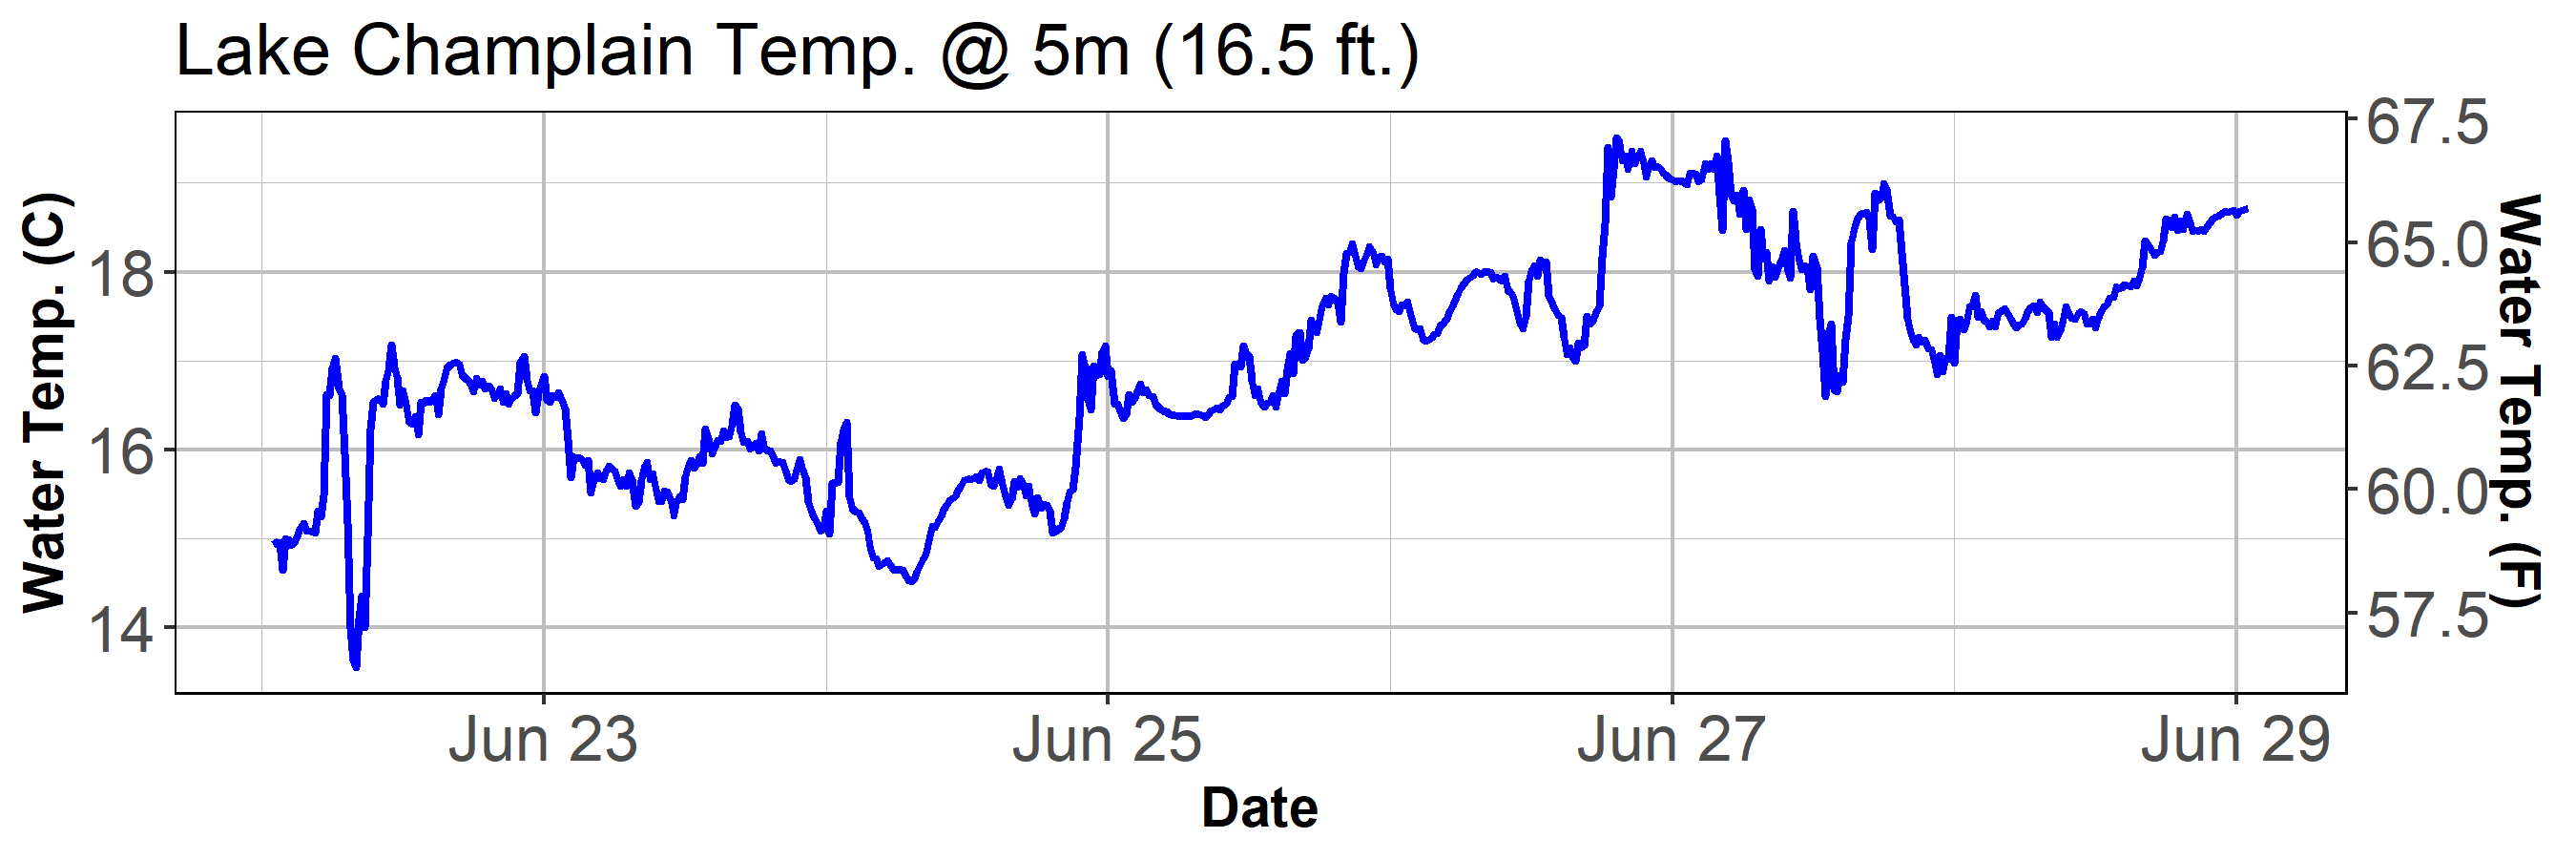 Lake Champlain Temp. @ 5m (16.5 ft.)
Water Temp. (C)
18
16
14
67.5
65.0
62.5
60.0
57.5
Water Temp. (F)
Jun 23 Jun 25 Jun 27 Jun 29
Date